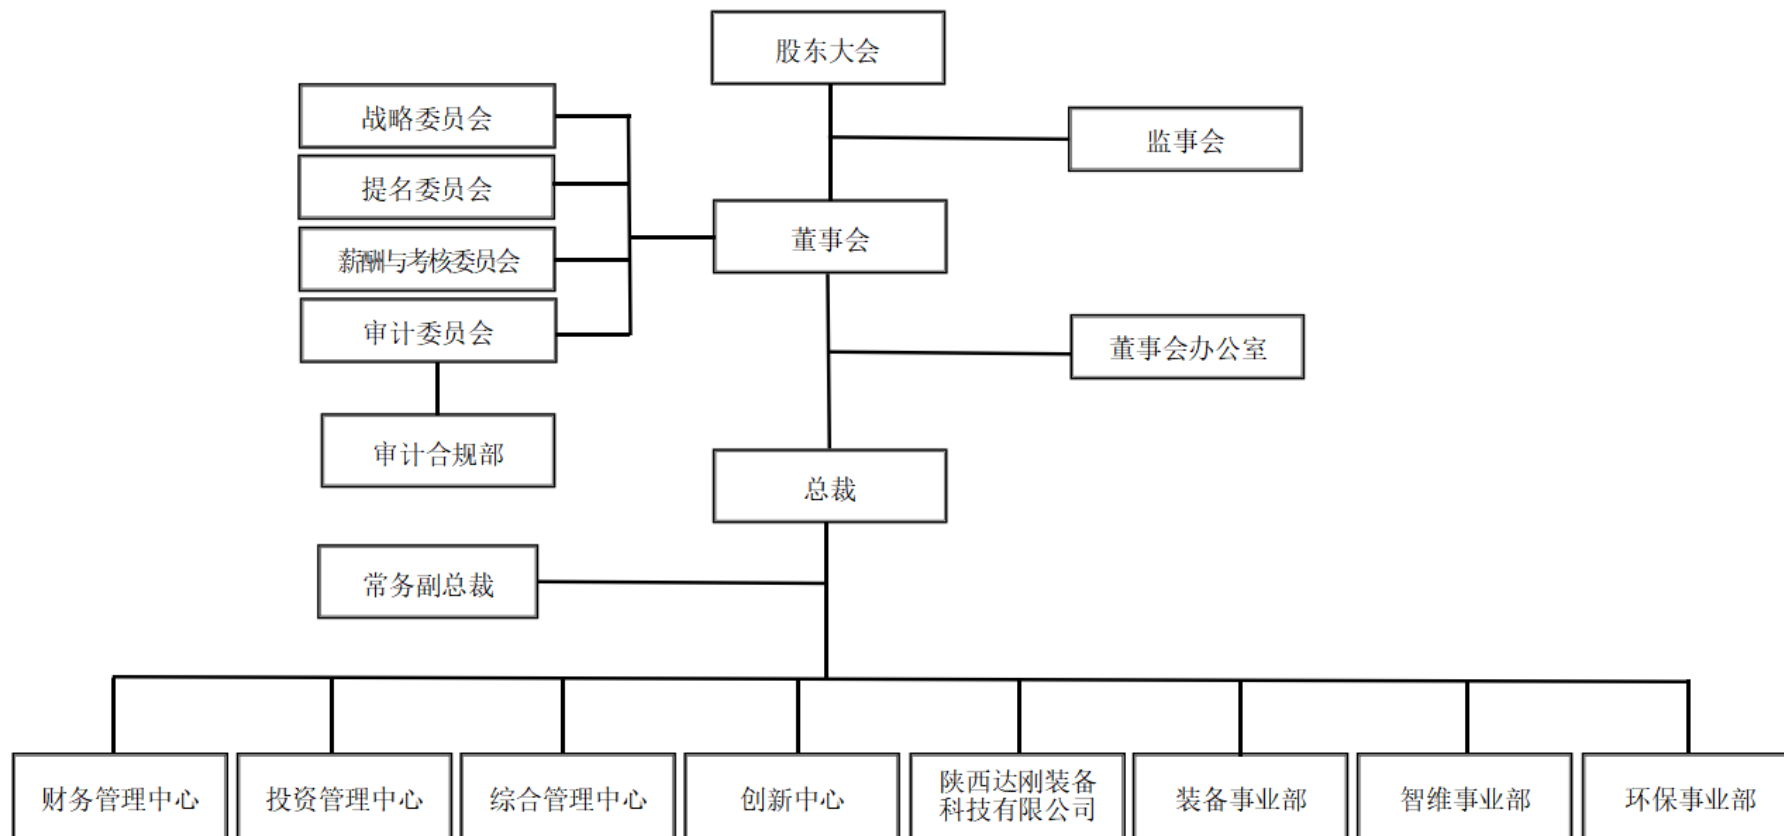 股东大会
战略委员会
监事会
提名委员会
董事会
薪酬与考核委员会
审计委员会
董事会办公室
审计合规部
总裁
常务副总裁
财务管理中心
投资管理中心
综合管理中心
创新中心
陕西达刚装备
科技有限公司
装备事业部
智维事业部
环保事业部